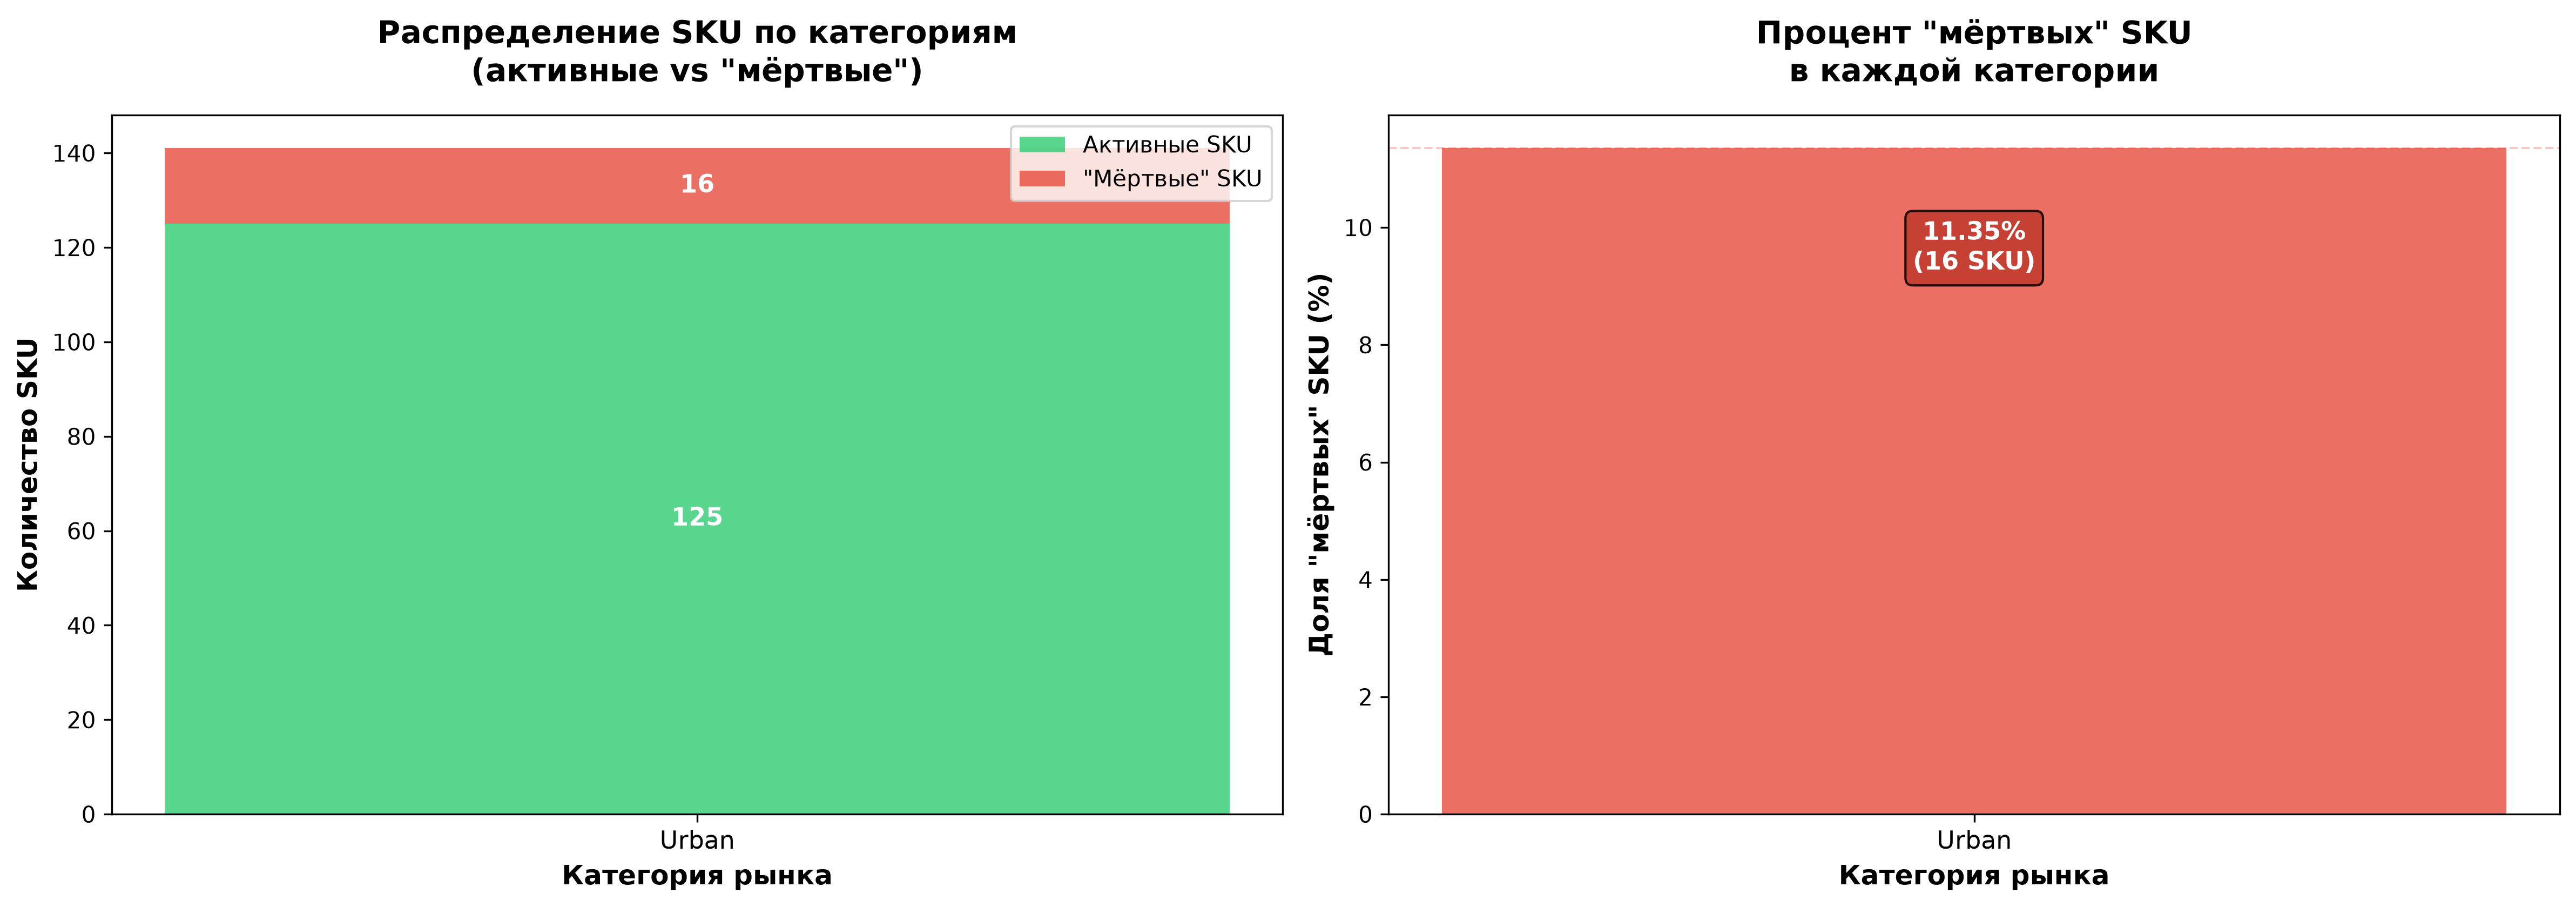 Распределение SKU по категориям
(активные vs "мёртвые")
Количество SKU
140
120
100
80
60
40
20
0
Активные SKU
"Мёртвые" SKU
16
125
Urban
Категория рынка
Процент "мёртвых" SKU
в каждой категории
Доля "мёртвых" SKU (%)
10
8
6
4
2
0
11.35%
(16 SKU)
Urban
Категория рынка